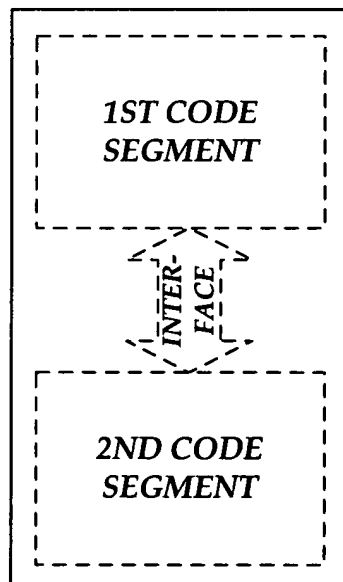 1ST CODE
SEGMENT
INTER-
FACE
2ND CODE
SEGMENT